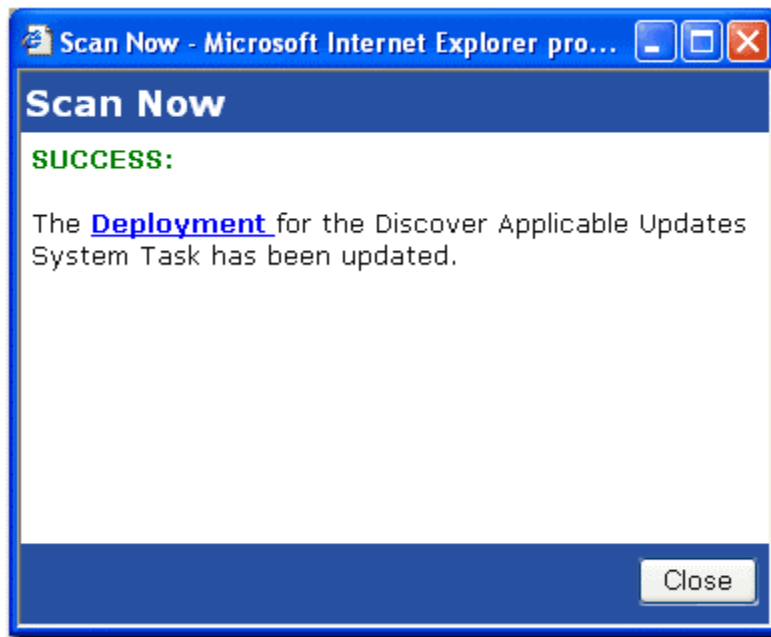 Scan Now - Microsoft Internet Explorer pro...
Scan Now
SUCCESS:
The Deployment for the Discover Applicable Updates
System Task has been updated.
Close